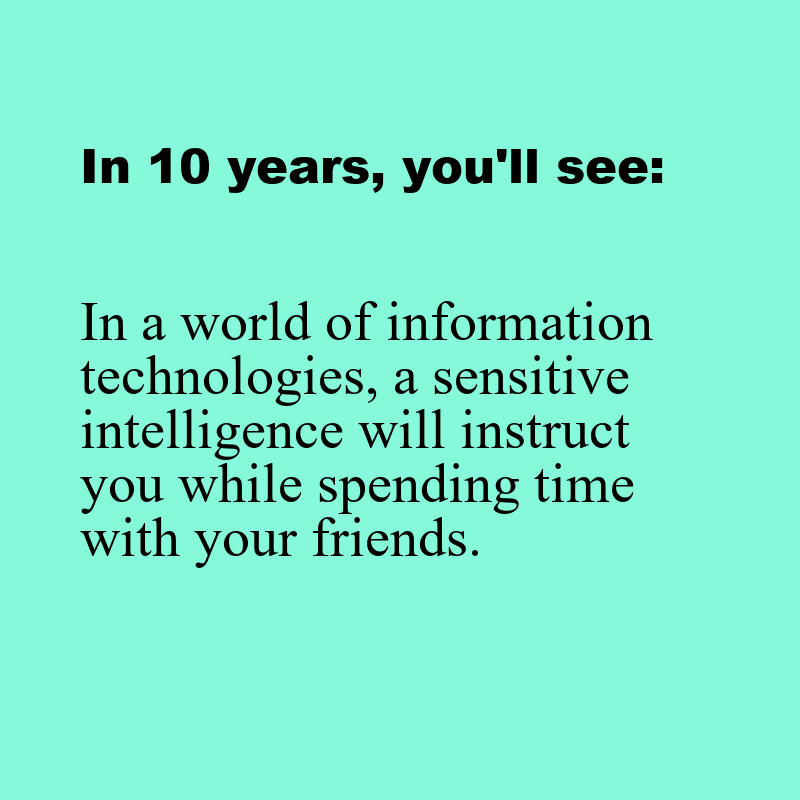 In 10 years, you'll see:
In a world of information
technologies, a sensitive
intelligence will instruct
you while spending time
with your friends.